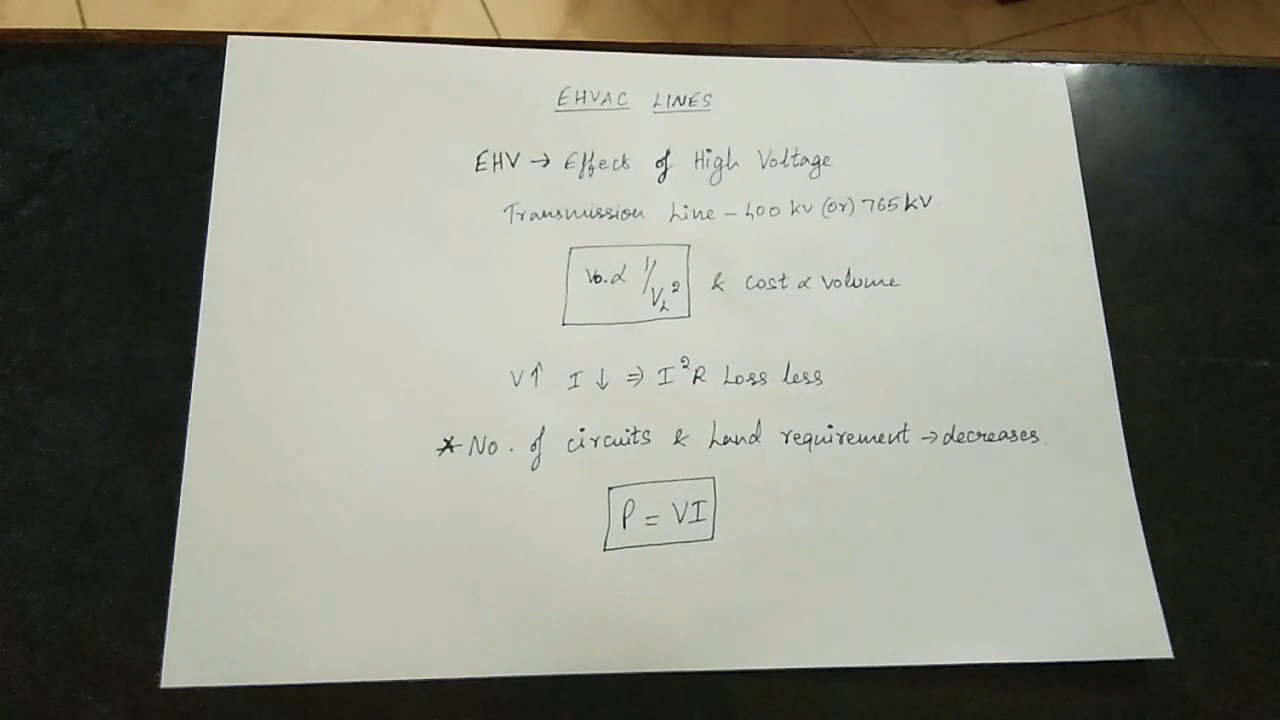 EHVAC LINES
EHV → Effect of High Voltage
Transmission Line - 400 kV (or) 765 kV
Vo. α 1/V_L² & cost α volume
V↑ I ↓ ⇒ I²R Loss less
* No. of circuits & Land requirement → decreases
P = VI